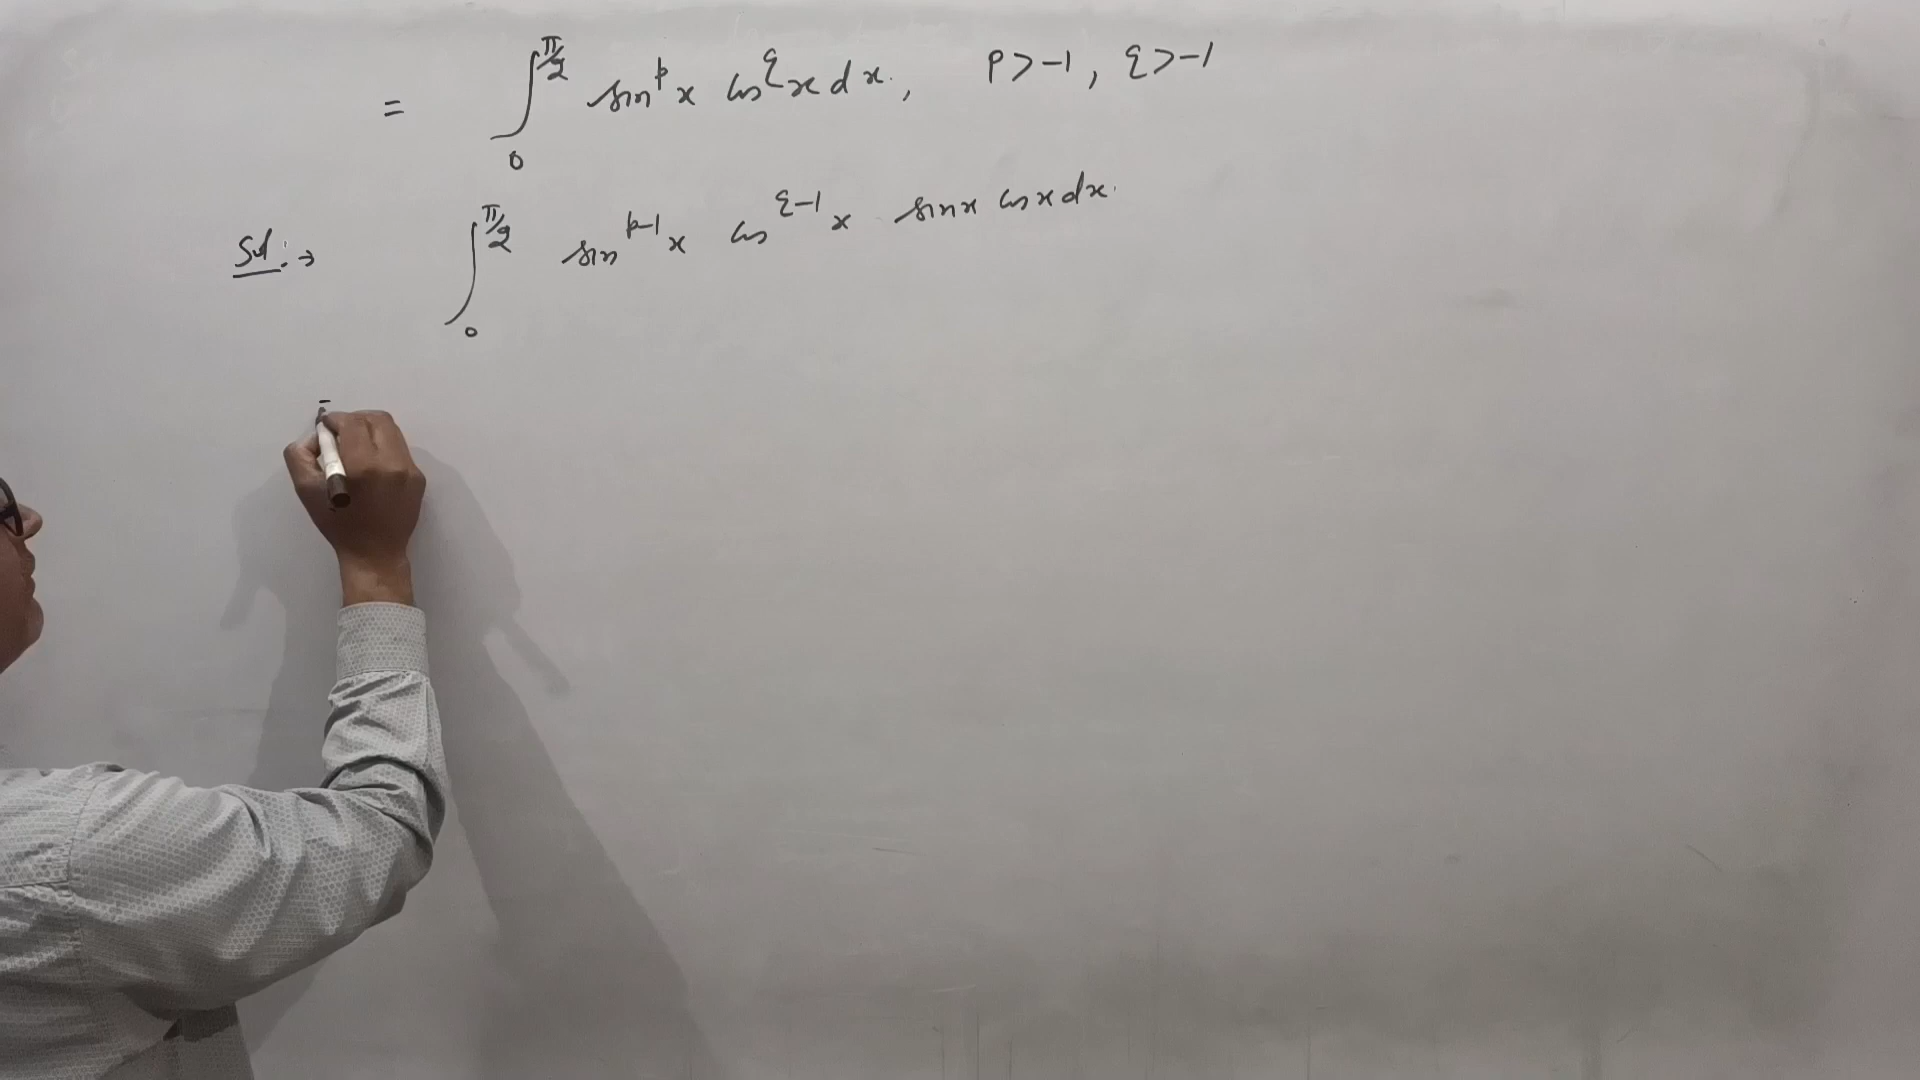 = ∫₀^{π/2} sin^p x cos^q x dx, p > -1, q > -1
Sol: → ∫₀^{π/2} sin^{p-1} x cos^{q-1} x sin x cos x dx.